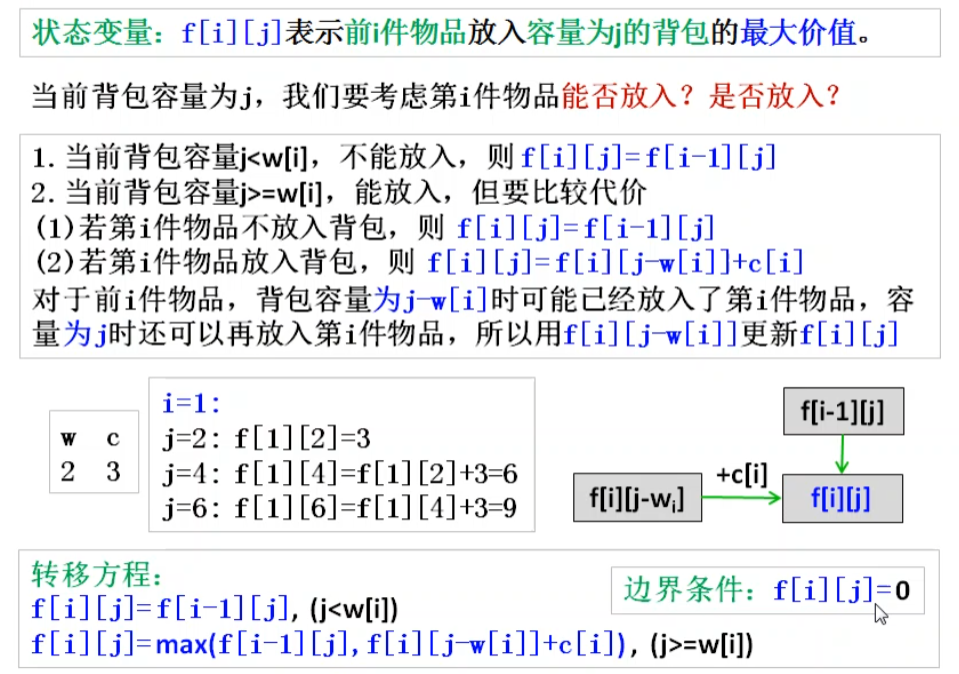 状态变量：f[i][j]表示前i件物品放入容量为j的背包的最大价值。
当前背包容量为j，我们要考虑第i件物品能否放入？是否放入？
1. 当前背包容量j<w[i]，不能放入，则f[i][j]=f[i-1][j]
2. 当前背包容量j>=w[i]，能放入，但要比较代价
(1)若第i件物品不放入背包，则 f[i][j]=f[i-1][j]
(2)若第i件物品放入背包，则 f[i][j]=f[i][j-w[i]]+c[i]
对于前i件物品，背包容量为j-w[i]时可能已经放入了第i件物品，容
量为j时还可以再放入第i件物品，所以用f[i][j-w[i]]更新f[i][j]
w c
2 3
i=1:
j=2: f[1][2]=3
j=4: f[1][4]=f[1][2]+3=6
j=6: f[1][6]=f[1][4]+3=9
f[i-1][j]
+c[i]
f[i][j-wᵢ]
f[i][j]
转移方程：
f[i][j]=f[i-1][j], (j<w[i])
f[i][j]=max(f[i-1][j],f[i][j-w[i]]+c[i]), (j>=w[i])
边界条件：f[i][j]=0